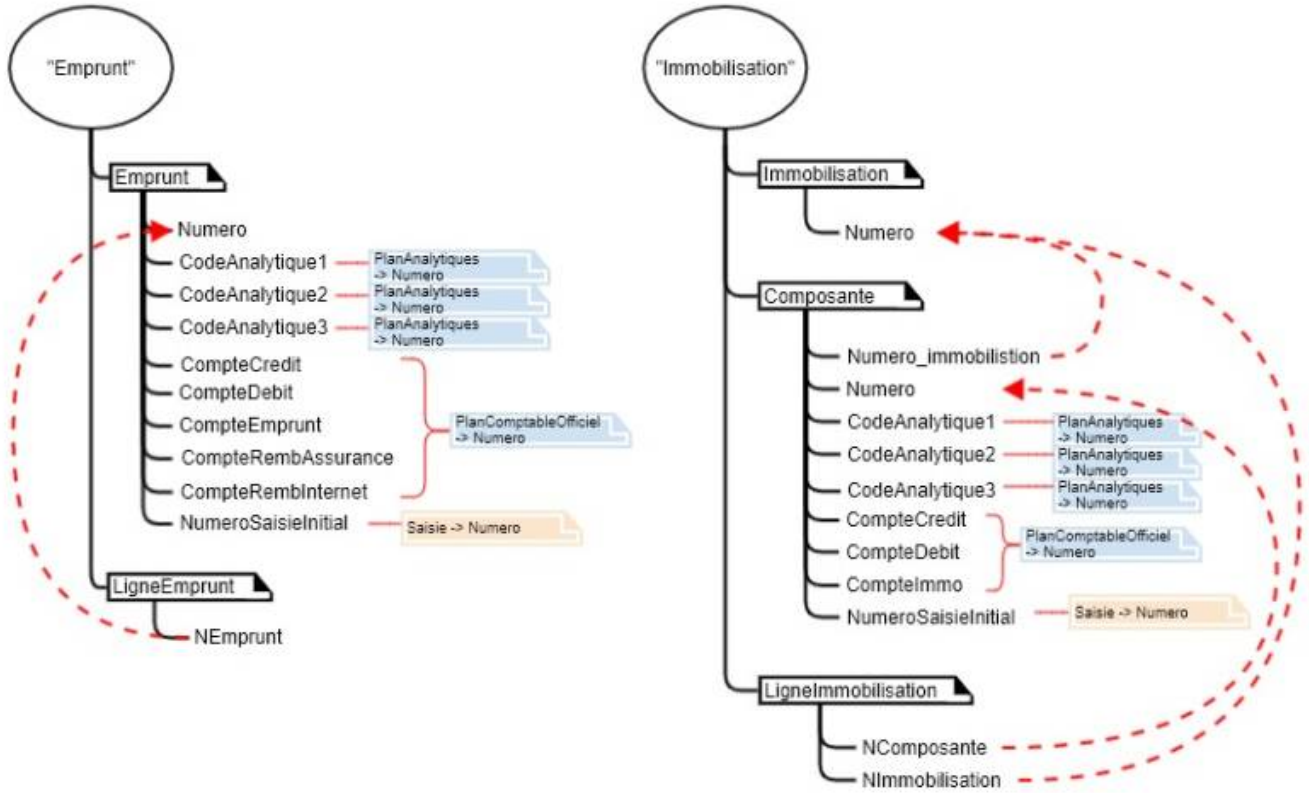 "Emprunt"
Emprunt
Numero
CodeAnalytique1
PlanAnalytiques
-> Numero
CodeAnalytique2
PlanAnalytiques
-> Numero
CodeAnalytique3
PlanAnalytiques
-> Numero
CompteCredit
CompteDebit
CompteEmprunt
CompteRembAssurance
CompteRembInternet
PlanComptableOfficiel
-> Numero
NumeroSaisieInitial
Saisie -> Numero
LigneEmprunt
NEmprunt
"Immobilisation"
Immobilisation
Numero
Composante
Numero_immobilistion
Numero
CodeAnalytique1
PlanAnalytiques
-> Numero
CodeAnalytique2
PlanAnalytiques
-> Numero
CodeAnalytique3
PlanAnalytiques
-> Numero
CompteCredit
CompteDebit
CompteImmo
PlanComptableOfficiel
-> Numero
NumeroSaisieInitial
Saisie -> Numero
LigneImmobilisation
NComposante
NImmobilisation